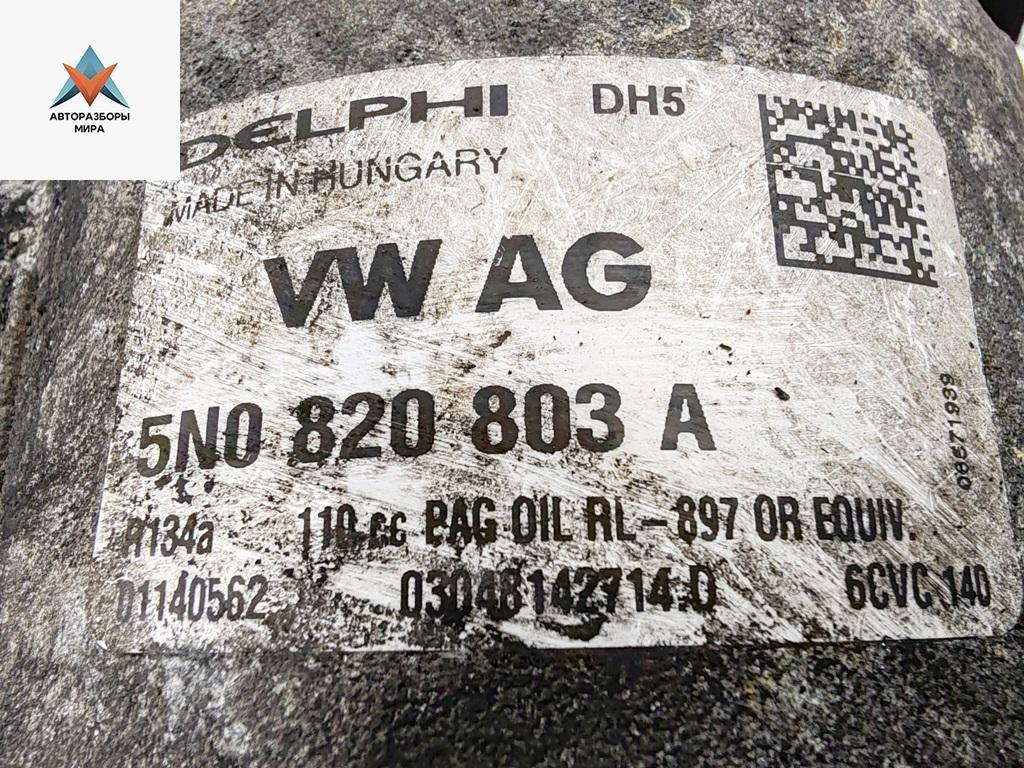 АВТОРАЗБОРЫ
МИРА
DELPHI DH5
MADE IN HUNGARY
VW AG
5N0 820 803 A
R134a 110 cc PAG OIL RL-897 OR EQUIV.
01140562 03048142714.0 6CVC 140